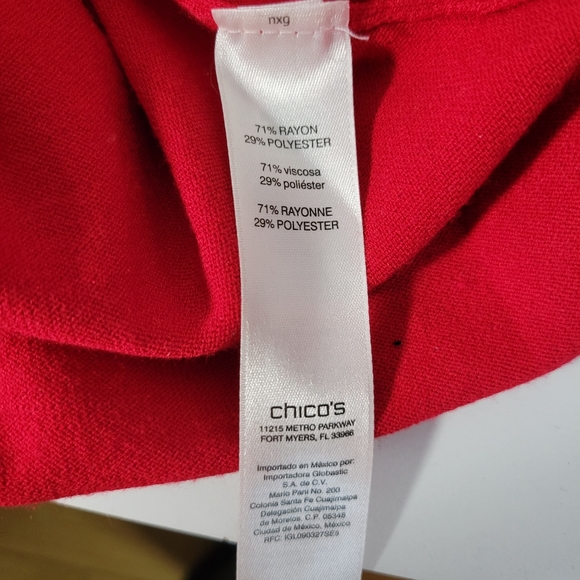 nxg
71% RAYON
29% POLYESTER
71% viscosa
29% poliéster
71% RAYONNE
29% POLYESTER
chico's
11215 METRO PARKWAY
FORT MYERS, FL 33966
Importado en México por:
Importadora Globastic
S.A. de C.V.
Mario Pani No. 200
Colonia Santa Fe Cuajimalpa
Delegación Cuajimalpa
de Morelos, C.P. 05348
Ciudad de México, México
RFC: IGL090327SE5